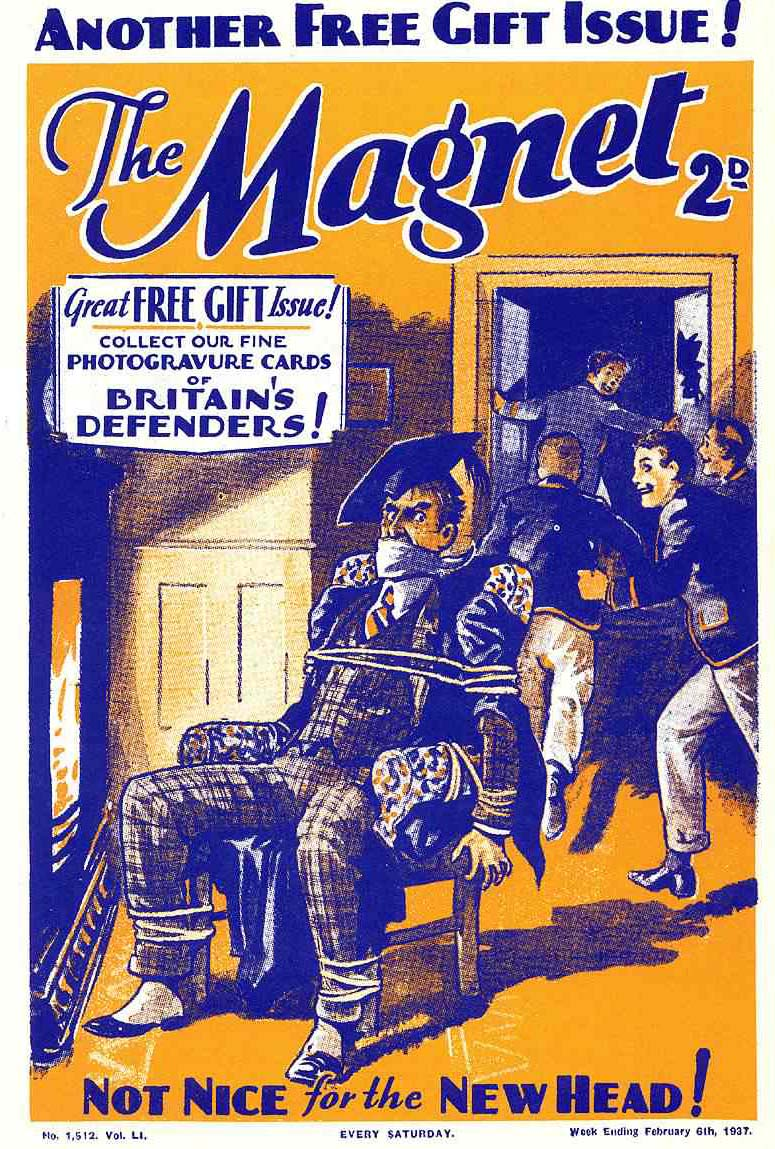 ANOTHER FREE GIFT ISSUE!
The Magnet 2D
Great FREE GIFT Issue!
COLLECT OUR FINE
PHOTOGRAVURE CARDS
OF
BRITAIN'S
DEFENDERS!
NOT NICE for the NEW HEAD!
No. 1,512. Vol. LI. EVERY SATURDAY. Week Ending February 6th, 1937.